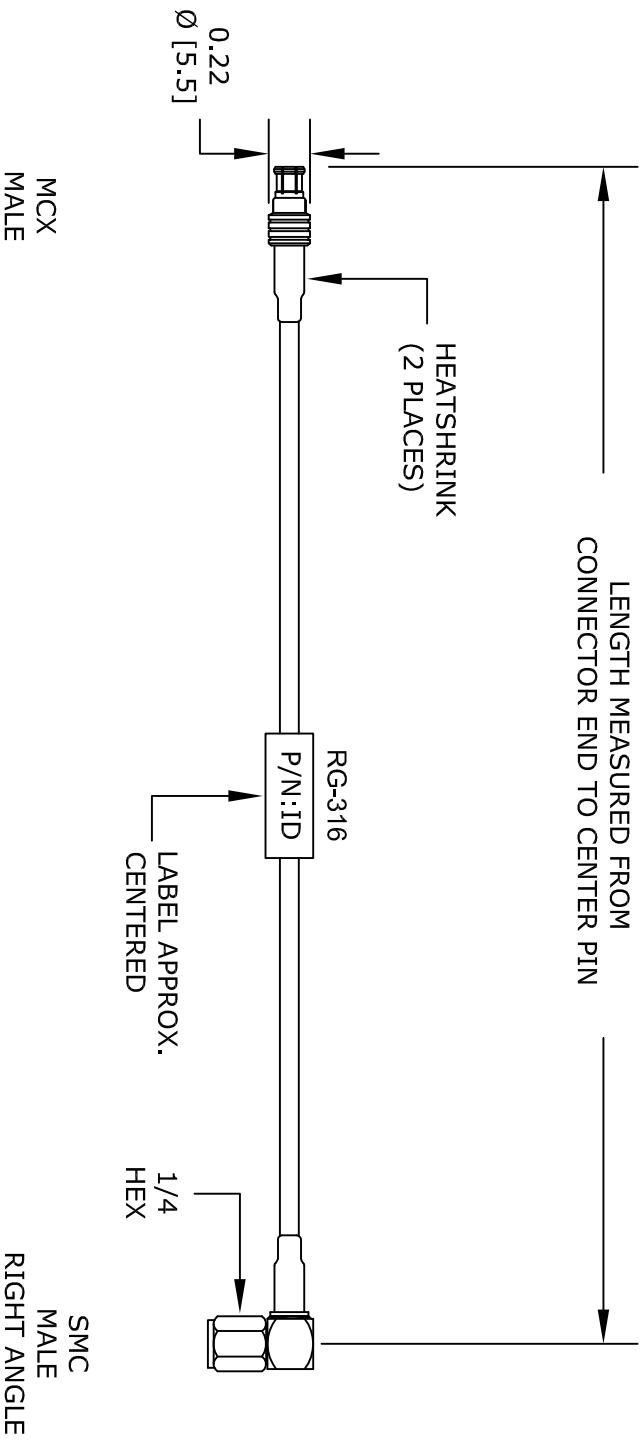 LENGTH MEASURED FROM
CONNECTOR END TO CENTER PIN
HEATSHRINK
(2 PLACES)
0.22
Ø [5.5]
RG-316
P/N:ID
LABEL APPROX.
CENTERED
1/4
HEX
MCX
MALE
SMC
MALE
RIGHT ANGLE